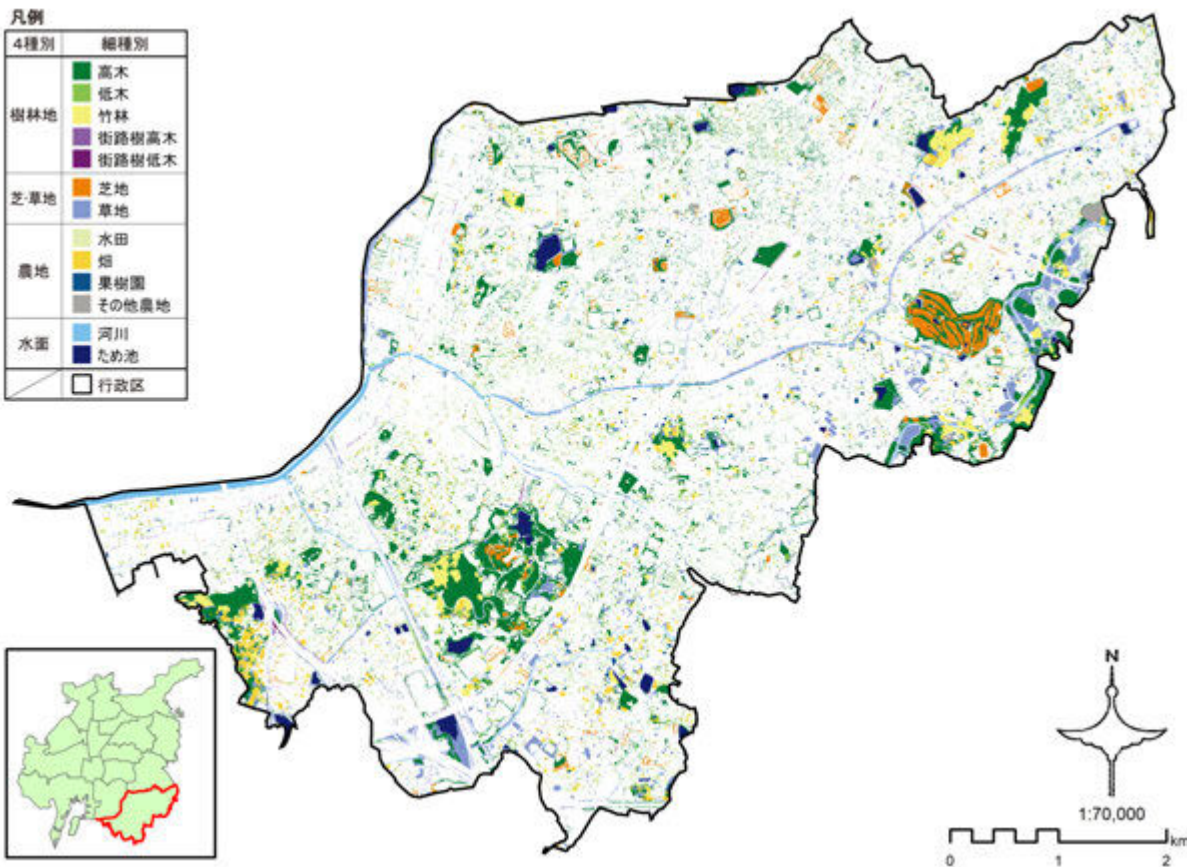 凡例
4種別 細種別
樹林地
高木
低木
竹林
街路樹高木
街路樹低木
芝・草地
芝地
草地
農地
水田
畑
果樹園
その他農地
水面
河川
ため池
行政区
N
1:70,000
km
0 1 2